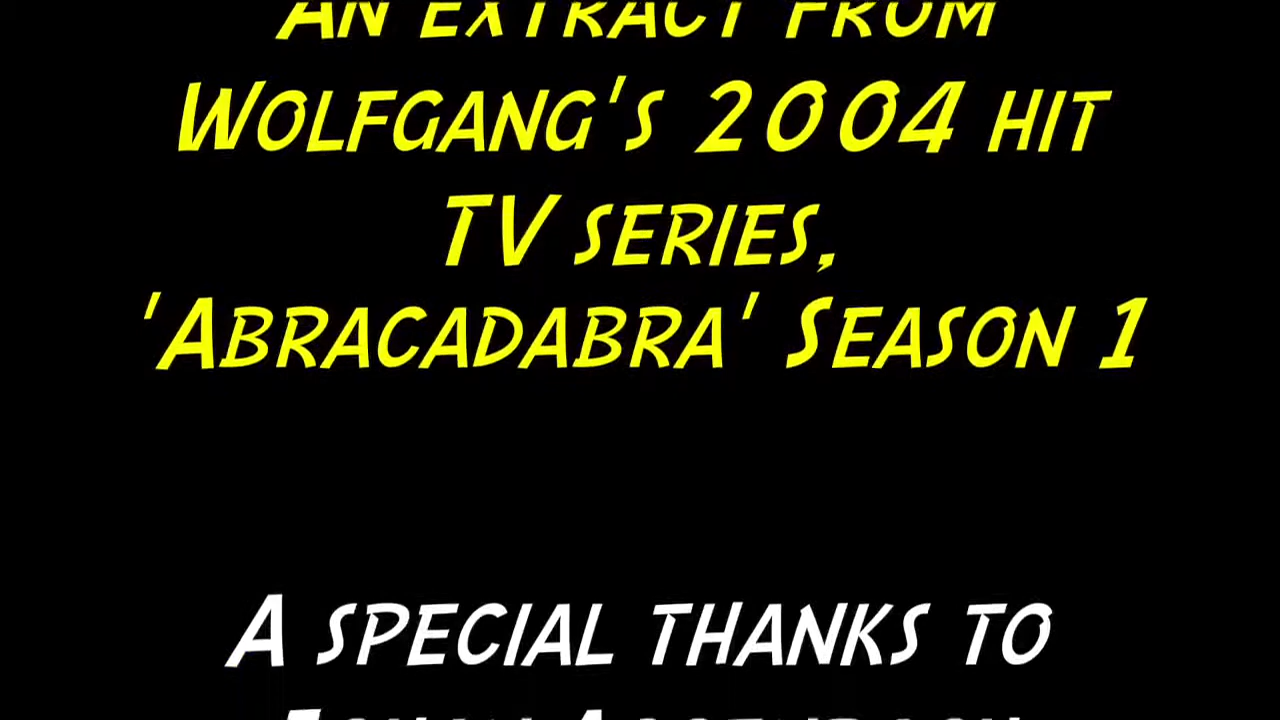 AN EXTRACT FROM
WOLFGANG'S 2004 HIT
TV SERIES,
'ABRACADABRA' SEASON 1
A SPECIAL THANKS TO